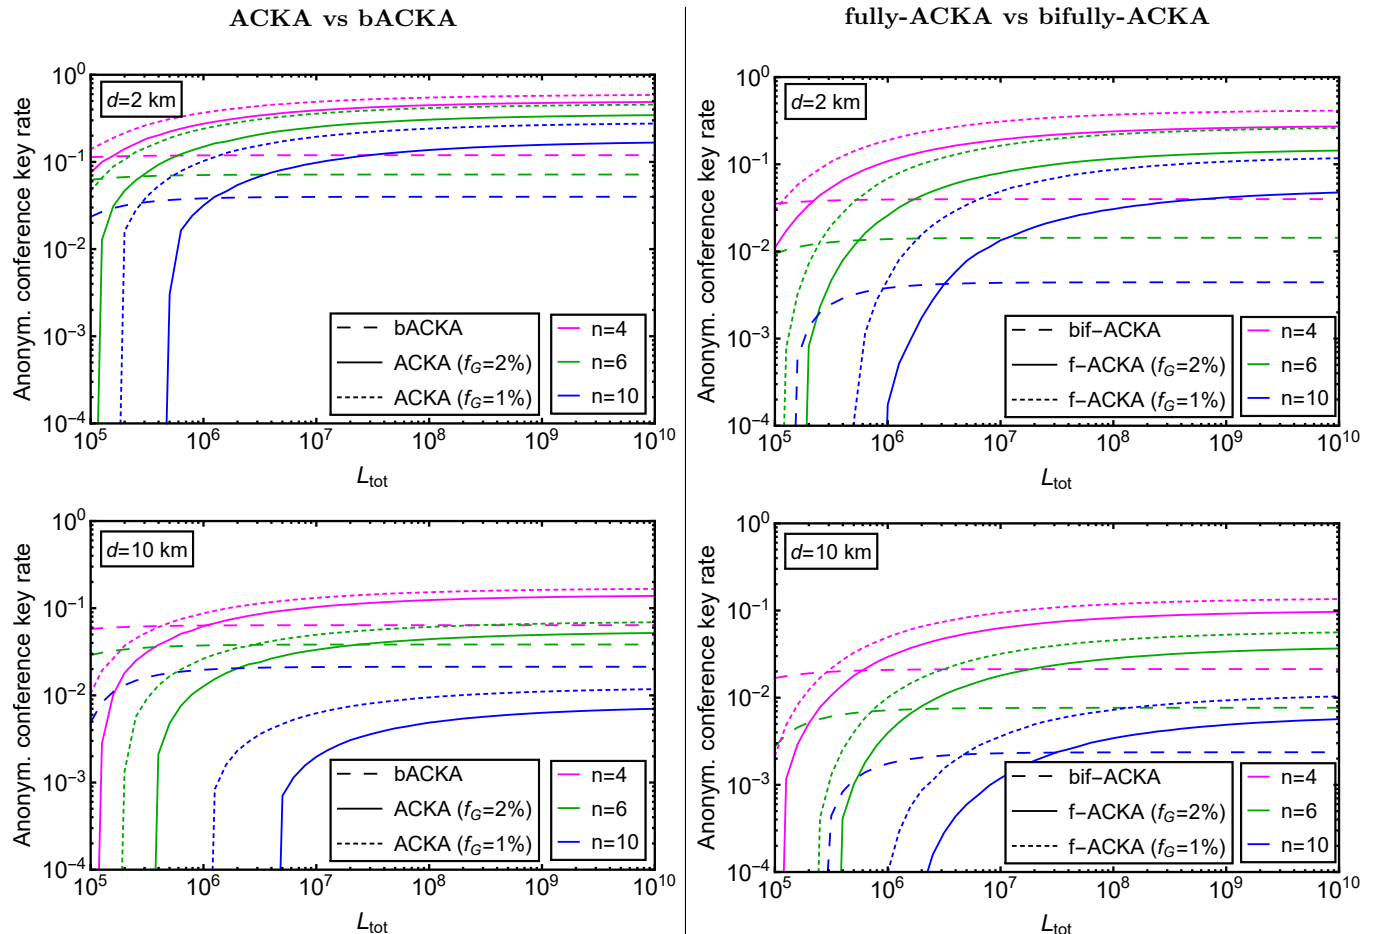 ACKA vs bACKA
fully-ACKA vs bifully-ACKA
Anonym. conference key rate
10^0
10^-1
10^-2
10^-3
10^-4
d=2 km
bACKA
ACKA (f_G=2%)
ACKA (f_G=1%)
n=4
n=6
n=10
10^5
10^6
10^7
10^8
10^9
10^10
L_tot
Anonym. conference key rate
10^0
10^-1
10^-2
10^-3
10^-4
d=2 km
bif-ACKA
f-ACKA (f_G=2%)
f-ACKA (f_G=1%)
n=4
n=6
n=10
10^5
10^6
10^7
10^8
10^9
10^10
L_tot
Anonym. conference key rate
10^0
10^-1
10^-2
10^-3
10^-4
d=10 km
bACKA
ACKA (f_G=2%)
ACKA (f_G=1%)
n=4
n=6
n=10
10^5
10^6
10^7
10^8
10^9
10^10
L_tot
Anonym. conference key rate
10^0
10^-1
10^-2
10^-3
10^-4
d=10 km
bif-ACKA
f-ACKA (f_G=2%)
f-ACKA (f_G=1%)
n=4
n=6
n=10
10^5
10^6
10^7
10^8
10^9
10^10
L_tot